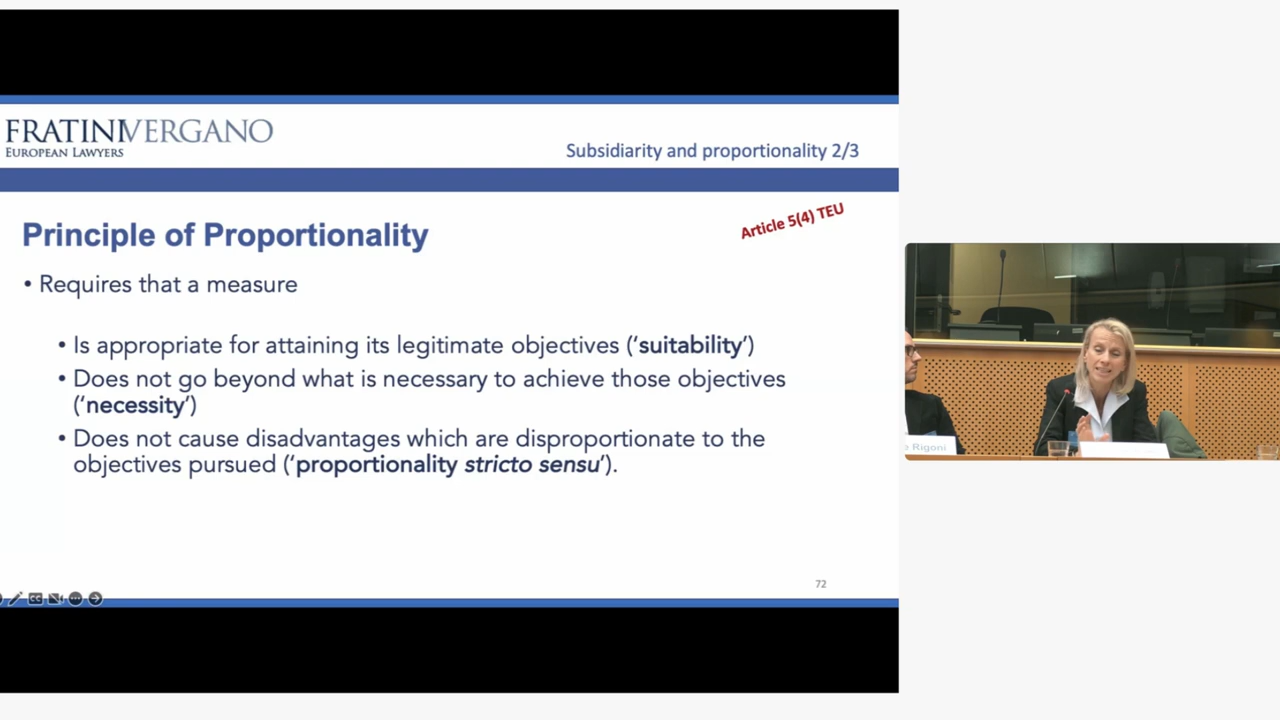 FRATINIVERGANO
EUROPEAN LAWYERS
Subsidiarity and proportionality 2/3
Article 5(4) TEU
Principle of Proportionality
• Requires that a measure
• Is appropriate for attaining its legitimate objectives (‘suitability’)
• Does not go beyond what is necessary to achieve those objectives
(‘necessity’)
• Does not cause disadvantages which are disproportionate to the
objectives pursued (‘proportionality stricto sensu’).
72
CC
o Rigoni